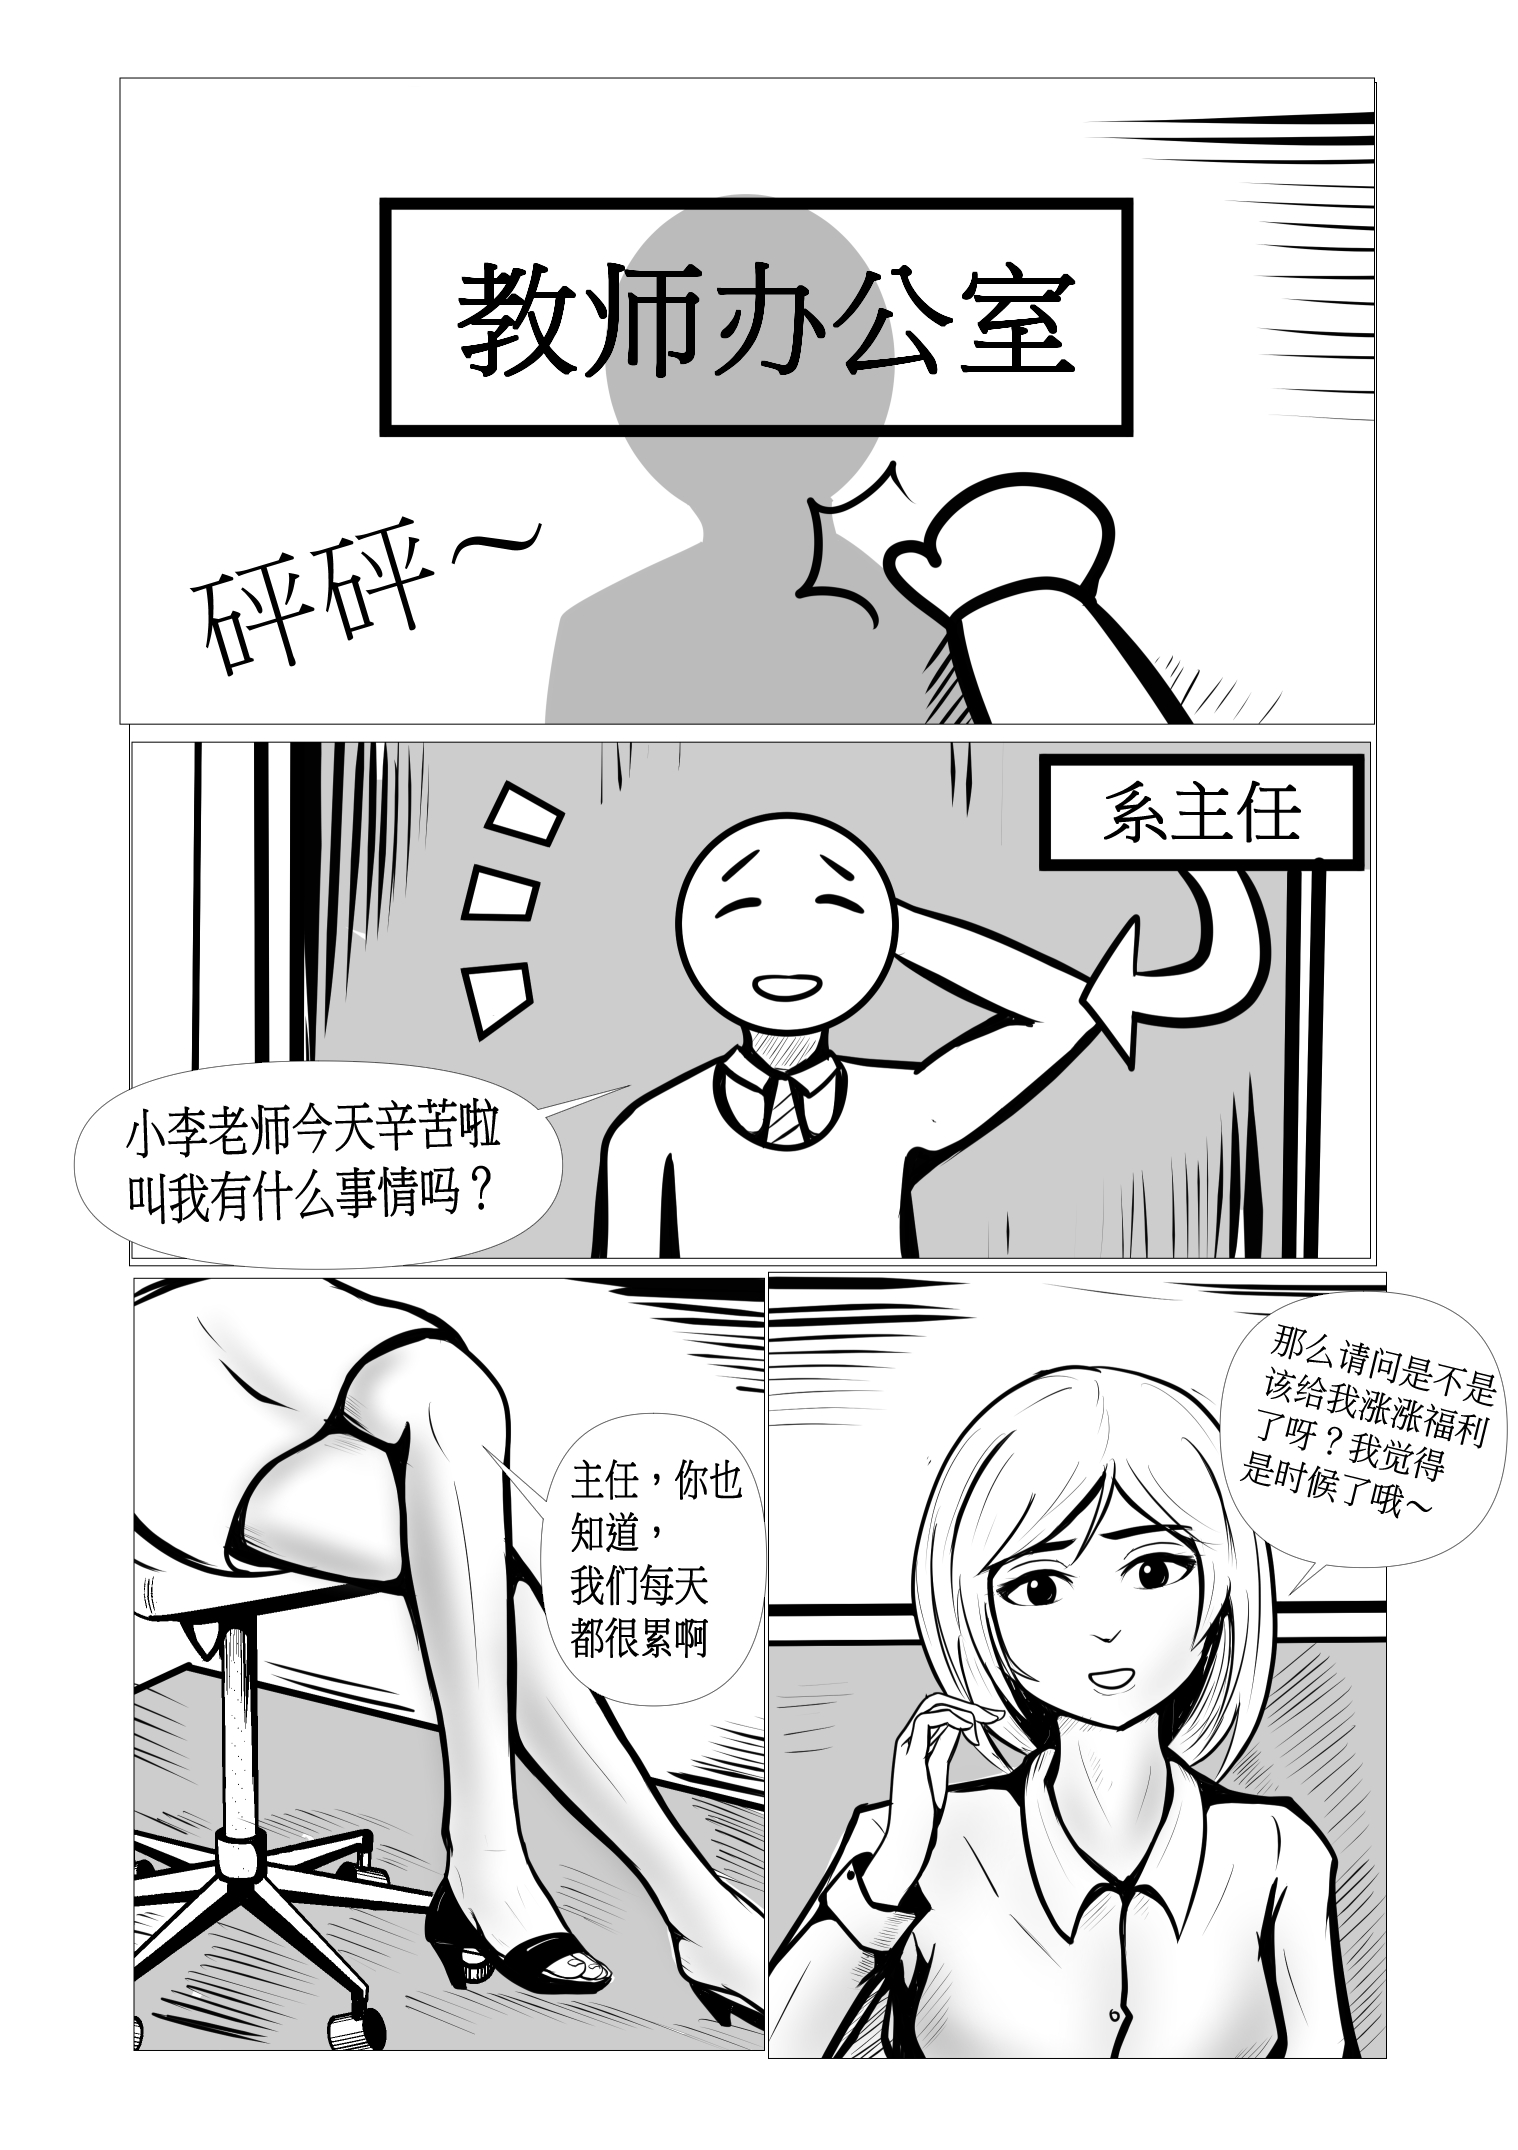 教师办公室
砰砰～
系主任
小李老师今天辛苦啦
叫我有什么事情吗？
主任，你也
知道，
我们每天
都很累啊
那么请问是不是
该给我涨涨福利
了呀？我觉得
是时候了哦～